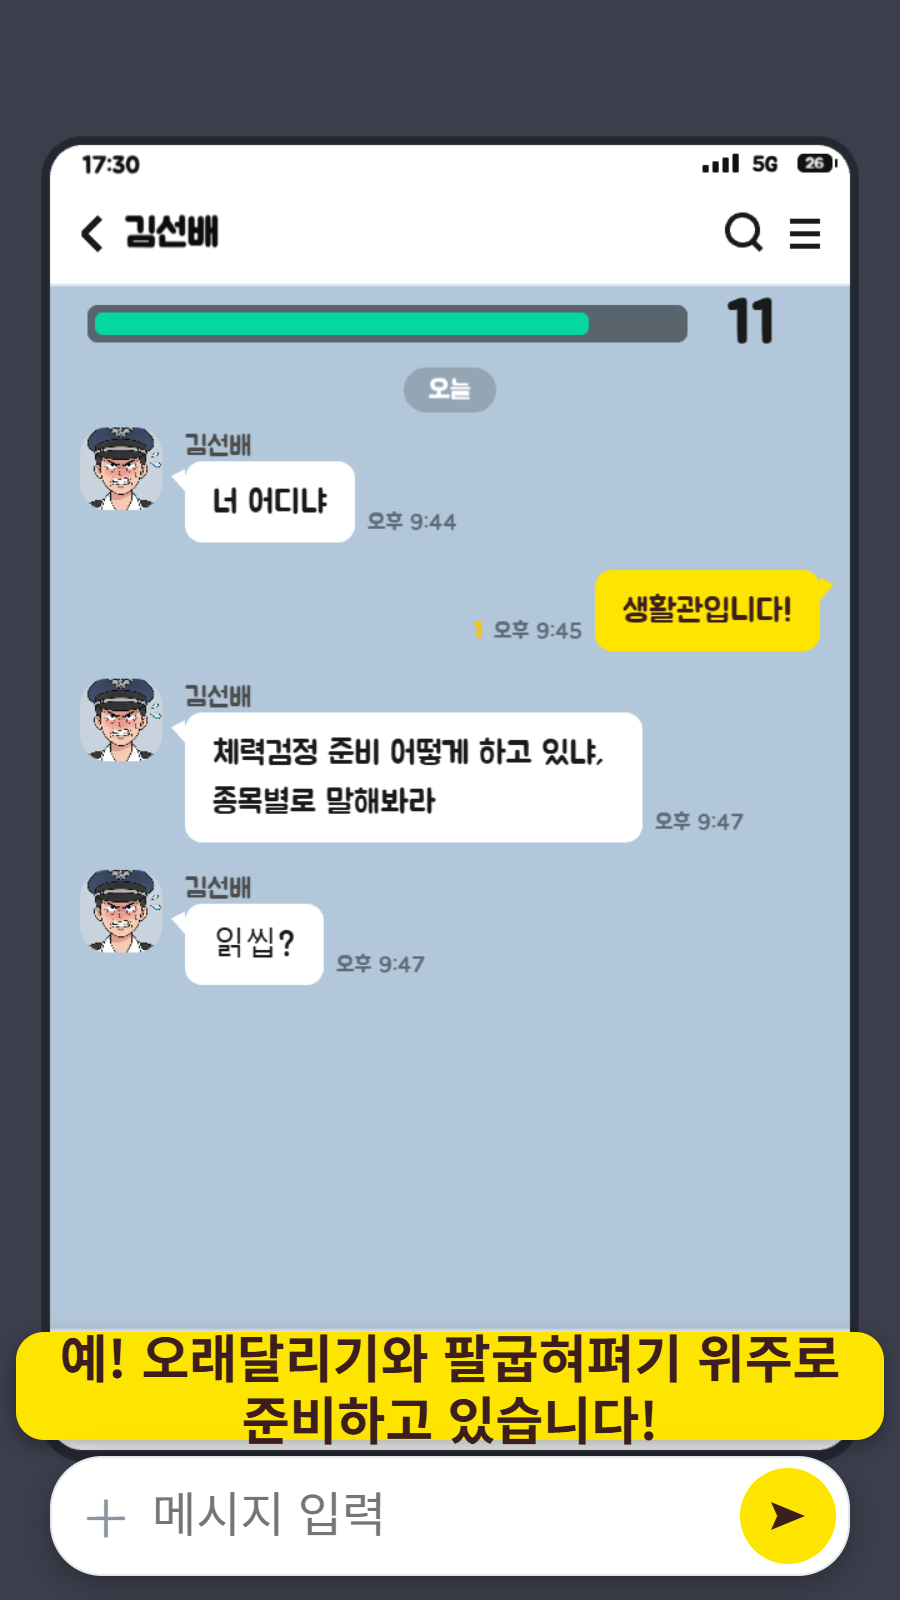 17:30
5G 26
김선배
11
오늘
김선배
너 어디냐
오후 9:44
생활관입니다!
1 오후 9:45
김선배
체력검정 준비 어떻게 하고 있냐,
종목별로 말해봐라
오후 9:47
김선배
읽씹?
오후 9:47
예! 오래달리기와 팔굽혀펴기 위주로
준비하고 있습니다!
메시지 입력